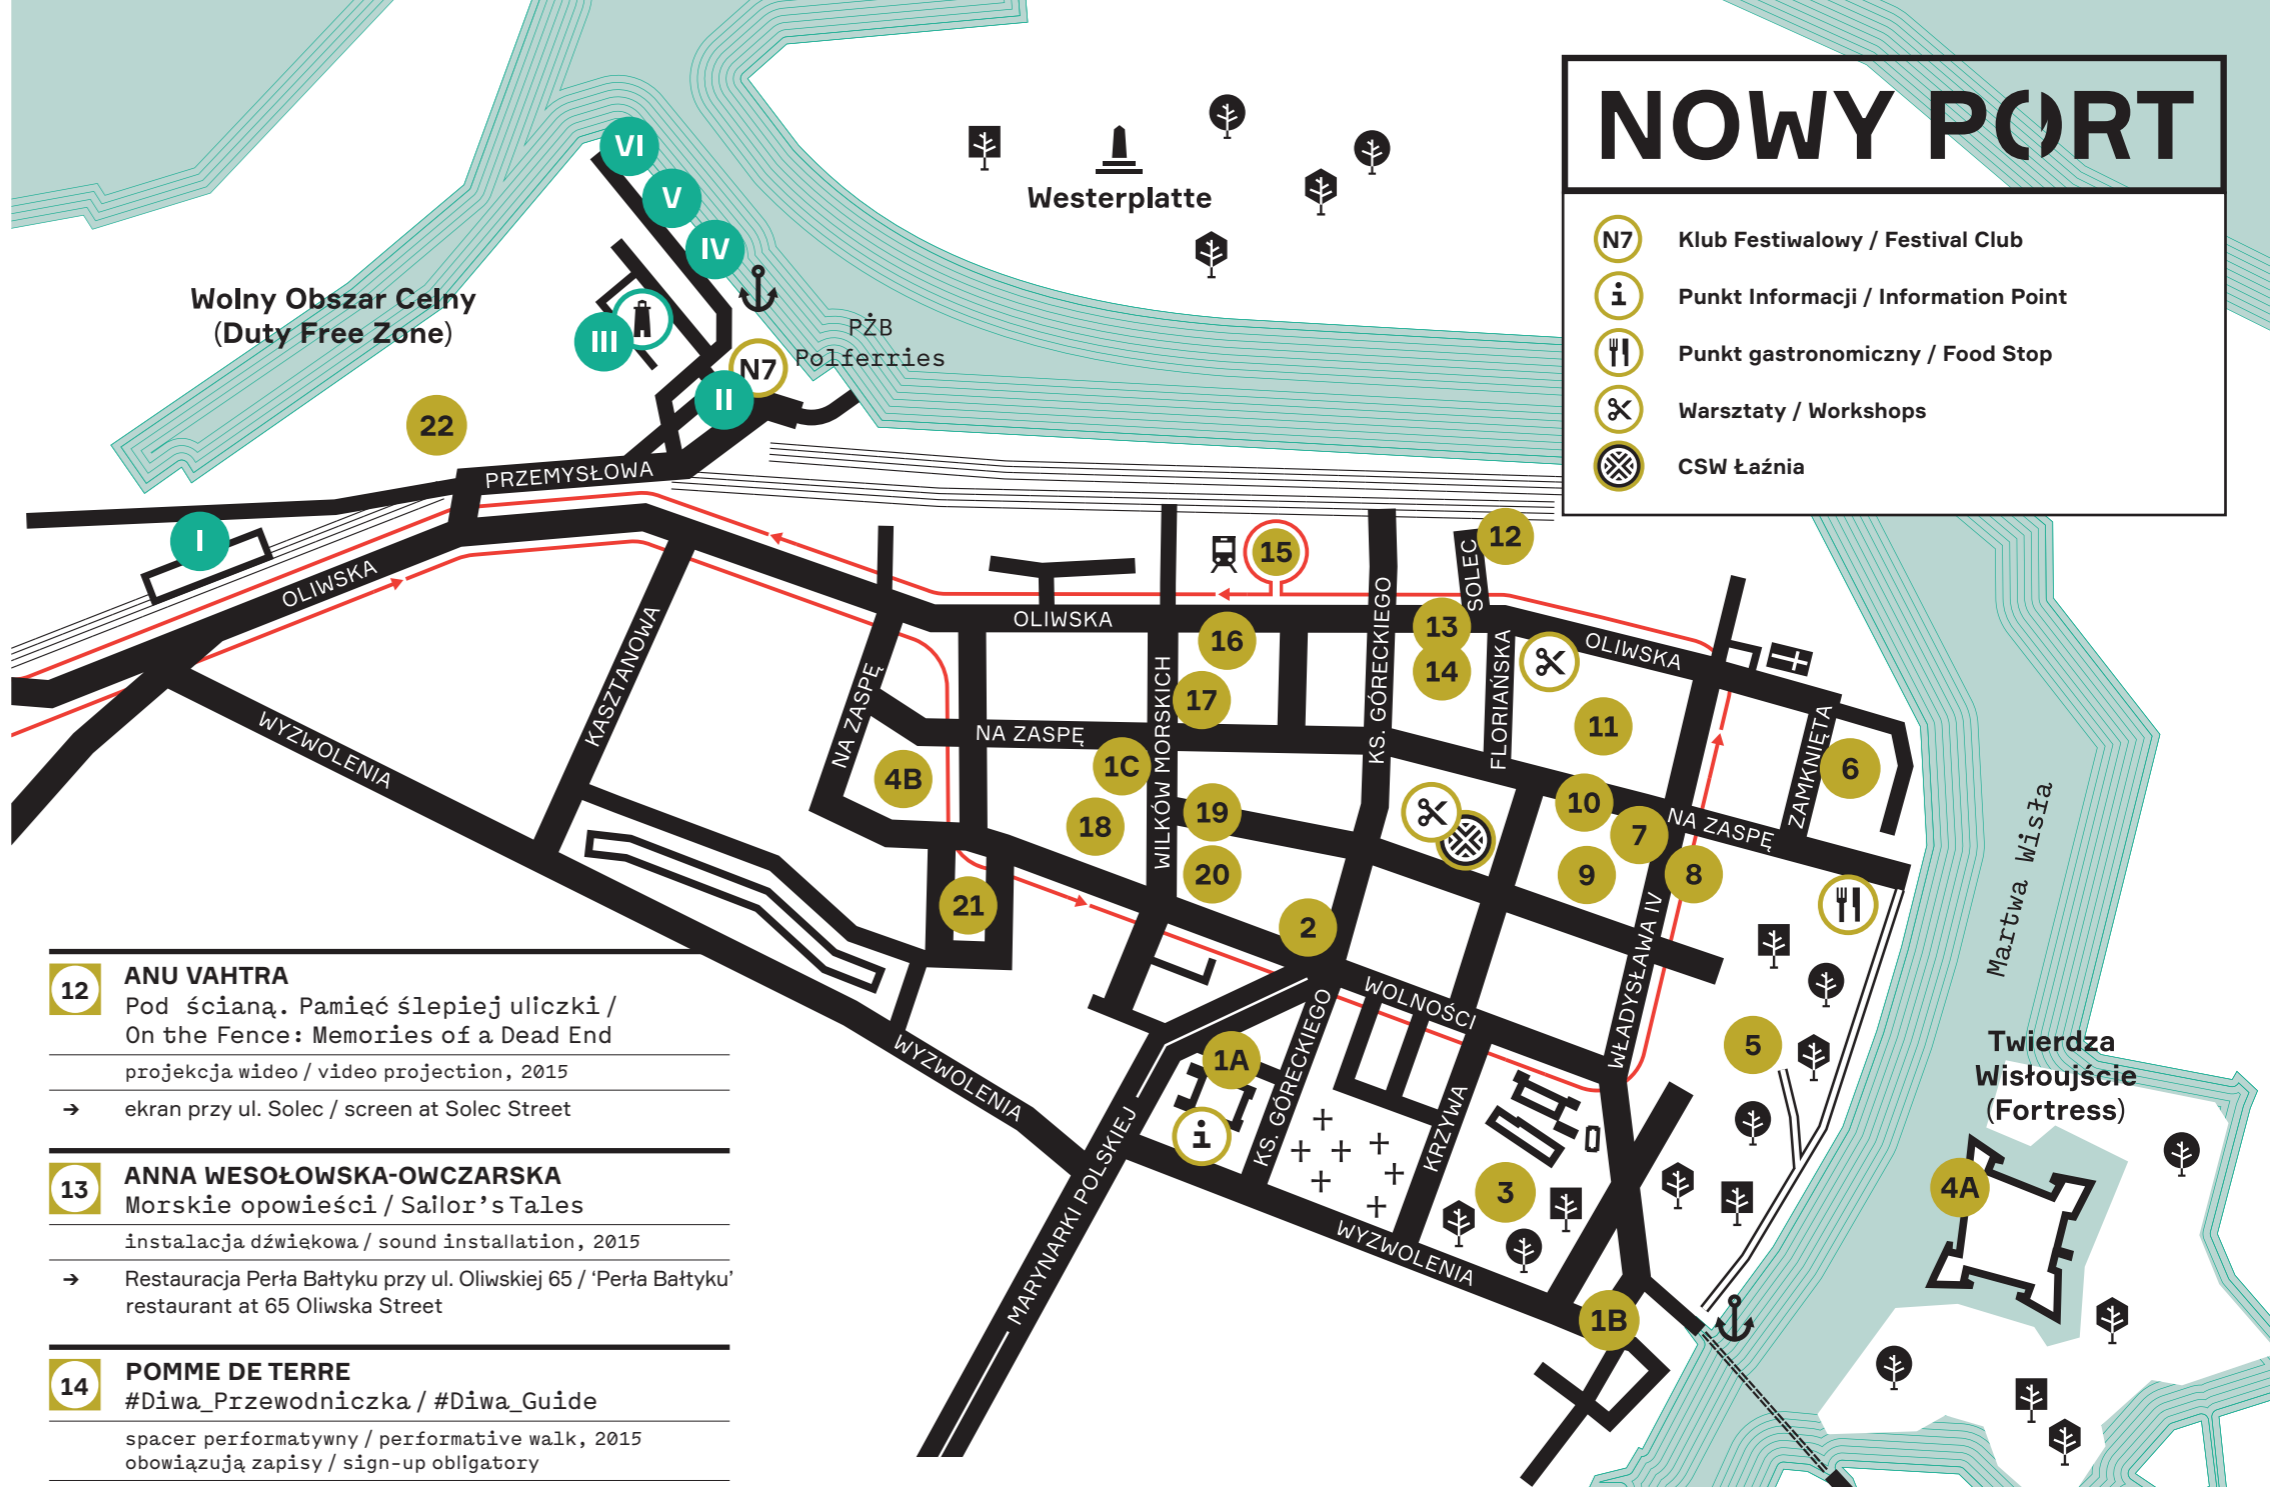 NOWY PORT
N7 Klub Festiwalowy / Festival Club
i Punkt Informacji / Information Point
Punkt gastronomiczny / Food Stop
Warsztaty / Workshops
CSW Łaźnia
Westerplatte
VI
V
IV
III
II
I
N7
Wolny Obszar Celny
(Duty Free Zone)
PŻB
Polferries
22
PRZEMYSŁOWA
OLIWSKA
15
12
SOLEC
OLIWSKA
16
13
14
OLIWSKA
KASZTANOWA
NA ZASPĘ
WILKÓW MORSKICH
17
KS. GÓRECKIEGO
FLORIAŃSKA
11
ZAMKNIĘTA
6
WYZWOLENIA
NA ZASPĘ
4B
1C
18
19
20
10
7
NA ZASPĘ
9
8
21
2
WŁADYSŁAWA IV
Martwa Wisła
WOLNOŚCI
5
Twierdza
Wisłoujście
(Fortress)
WYZWOLENIA
1A
i
KS. GÓRECKIEGO
KRZYWA
MARYNARKI POLSKIEJ
3
4A
WYZWOLENIA
1B
12 ANU VAHTRA
Pod ścianą. Pamięć ślepiej uliczki /
On the Fence: Memories of a Dead End
projekcja wideo / video projection, 2015
→ ekran przy ul. Solec / screen at Solec Street
13 ANNA WESOŁOWSKA-OWCZARSKA
Morskie opowieści / Sailor's Tales
instalacja dźwiękowa / sound installation, 2015
→ Restauracja Perła Bałtyku przy ul. Oliwskiej 65 / ‘Perła Bałtyku’
restaurant at 65 Oliwska Street
14 POMME DE TERRE
#Diwa_Przewodniczka / #Diwa_Guide
spacer performatywny / performative walk, 2015
obowiązują zapisy / sign-up obligatory